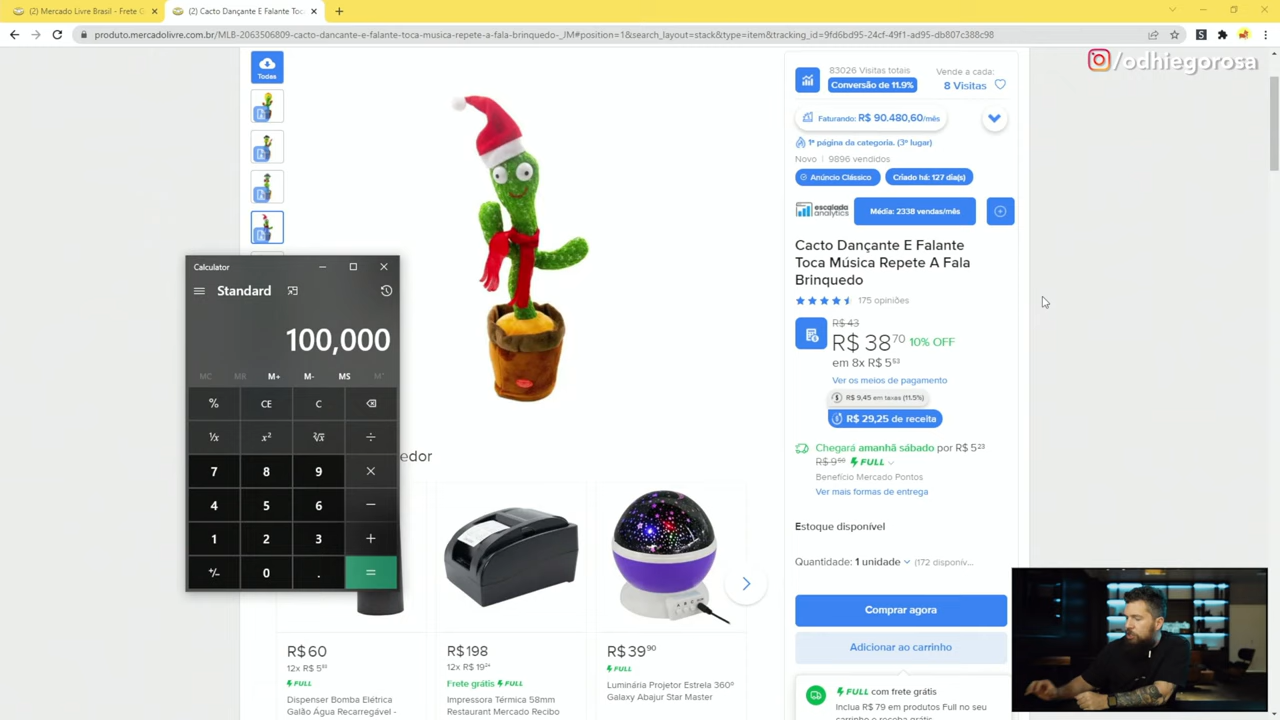 (2) Mercado Livre Brasil - Frete G
(2) Cacto Dançante E Falante Toc
produto.mercadolivre.com.br/MLB-2063506809-cacto-dancante-e-falante-toca-musica-repete-a-fala-brinquedo-_JM#position=1&search_layout=stack&type=item&tracking_id=9fd6bd95-24cf-49f1-ad95-db807c388c98
/odhiegorosa
Todas
83026 Visitas totais
Conversão de 11.9%
Vende a cada:
8 Visitas
Faturando: R$ 90.480,60/mês
1ª página da categoria. (3º lugar)
Novo | 9896 vendidos
Anúncio Clássico
Criado há: 127 dia(s)
escalada
analytics
Média: 2338 vendas/mês
Cacto Dançante E Falante
Toca Música Repete A Fala
Brinquedo
175 opiniões
R$ 43
R$ 38 70 10% OFF
em 8x R$ 5 53
Ver os meios de pagamento
R$ 9,45 em taxas (11.5%)
R$ 29,25 de receita
Chegará amanhã sábado por R$ 5 23
FULL
Benefício Mercado Pontos
Ver mais formas de entrega
Estoque disponível
Quantidade: 1 unidade (172 disponív...
Comprar agora
Adicionar ao carrinho
FULL com frete grátis
Inclua R$ 79 em produtos Full no seu
carrinho e receba grátis
Calculator
Standard
100,000
MC MR M+ M- MS M˅
% CE C
¹/x x² ²√x ÷
7 8 9 ×
4 5 6 −
1 2 3 +
+/- 0 . =
edor
R$ 60
12x R$ 5
FULL
Dispenser Bomba Elétrica
Galão Água Recarregável -
R$ 198
12x R$ 19
Frete grátis FULL
Impressora Térmica 58mm
Restaurant Mercado Recibo
R$ 39 90
FULL
Luminária Projetor Estrela 360º
Galaxy Abajur Star Master